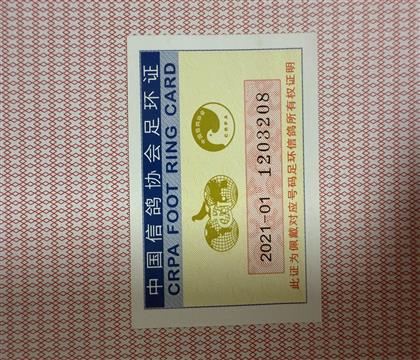 中国信鸽协会足环证
CRPA FOOT RING CARD
CRPA
2021-01 1203208
此证为佩戴对应号码足环信鸽所有权证明